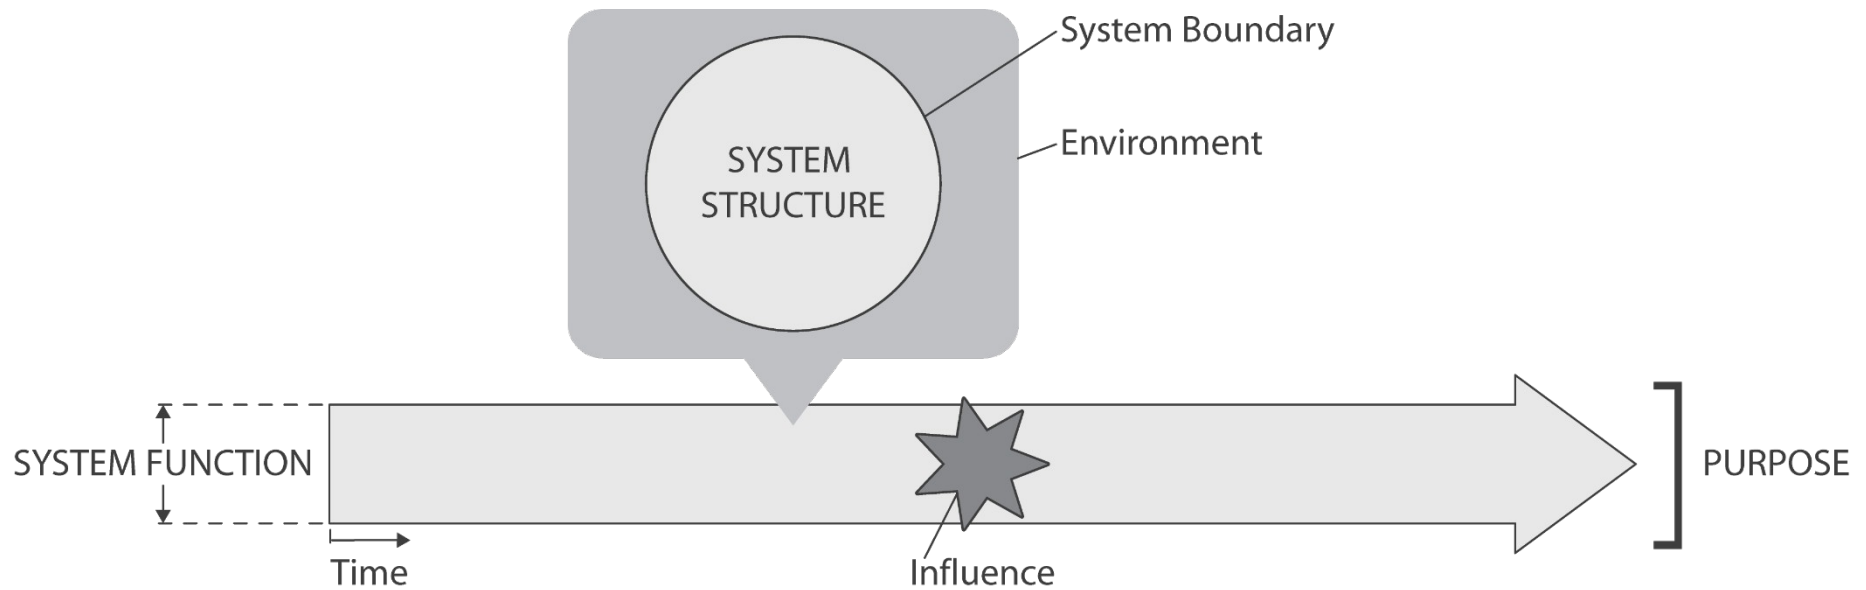 System Boundary
Environment
SYSTEM
STRUCTURE
SYSTEM FUNCTION
PURPOSE
Time
Influence